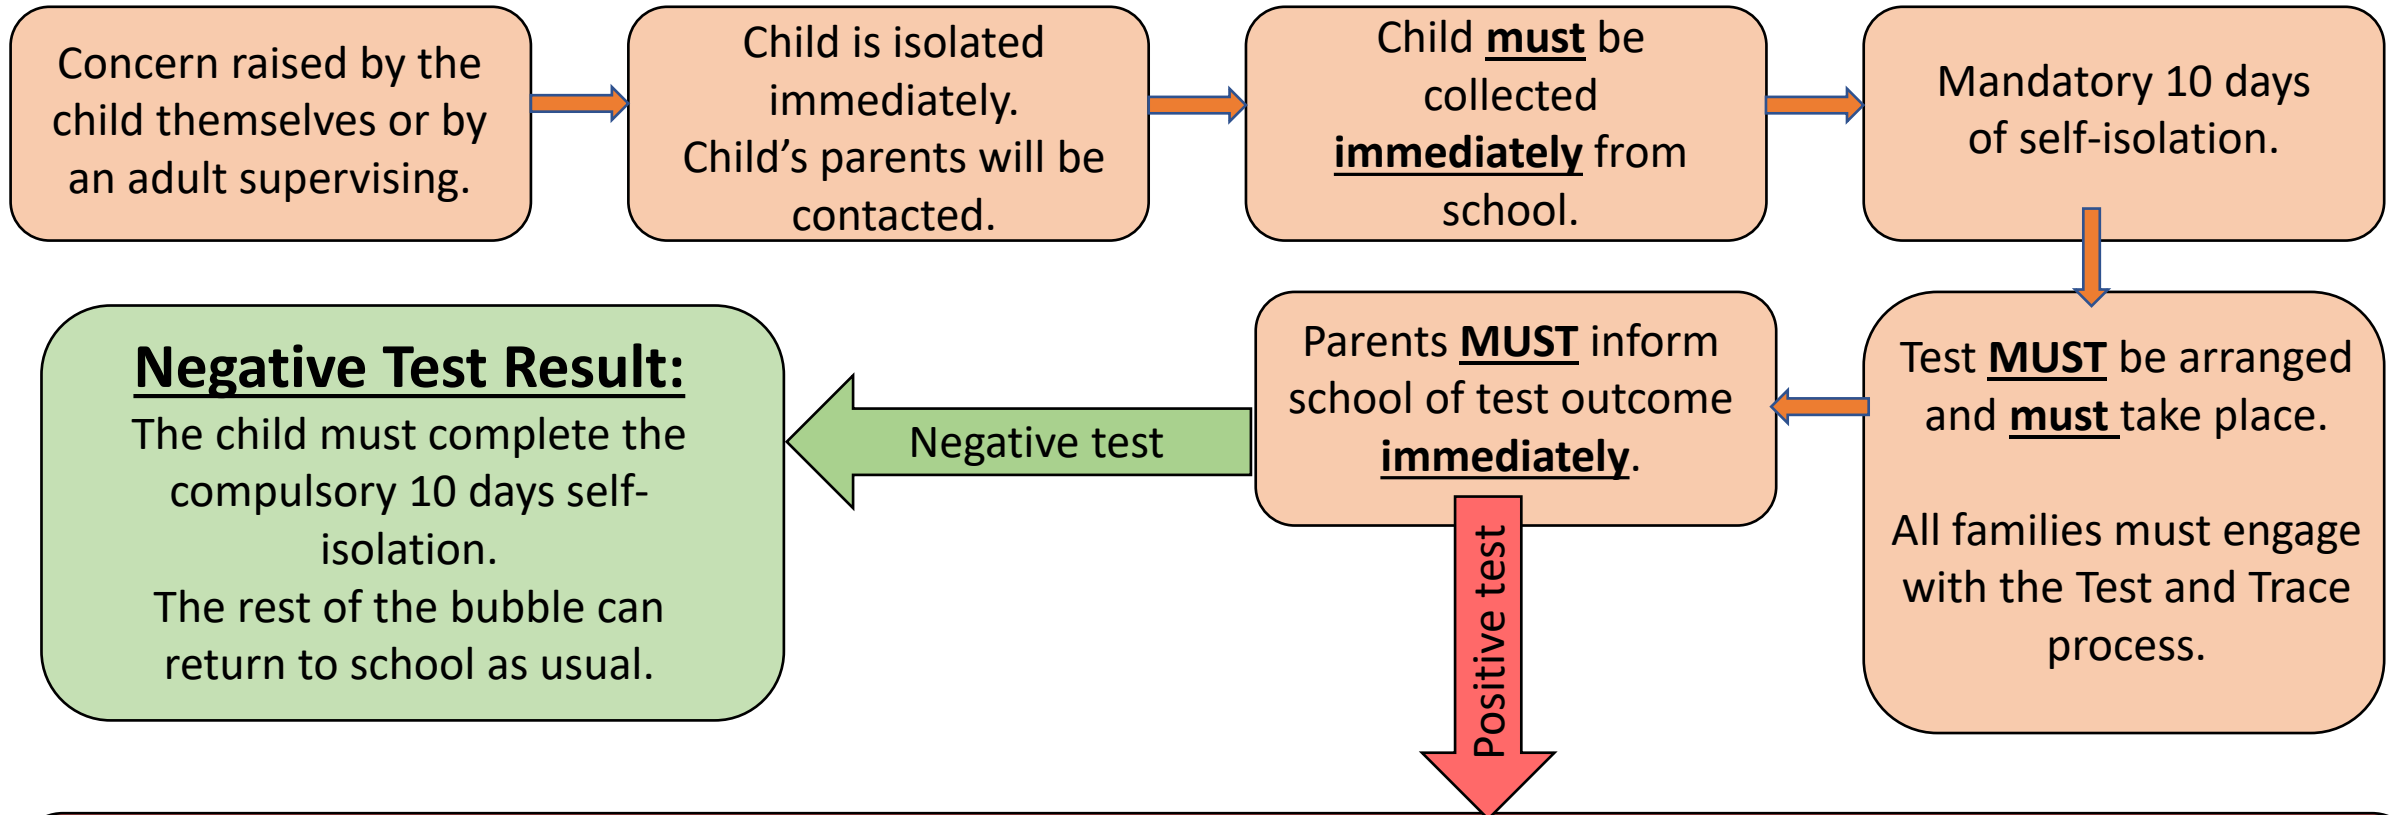 Concern raised by the
child themselves or by
an adult supervising.
Child is isolated
immediately.
Child’s parents will be
contacted.
Child must be
collected
immediately from
school.
Mandatory 10 days
of self-isolation.
Test MUST be arranged
and must take place.
All families must engage
with the Test and Trace
process.
Parents MUST inform
school of test outcome
immediately.
Negative test
Negative Test Result:
The child must complete the
compulsory 10 days self-
isolation.
The rest of the bubble can
return to school as usual.
Positive test